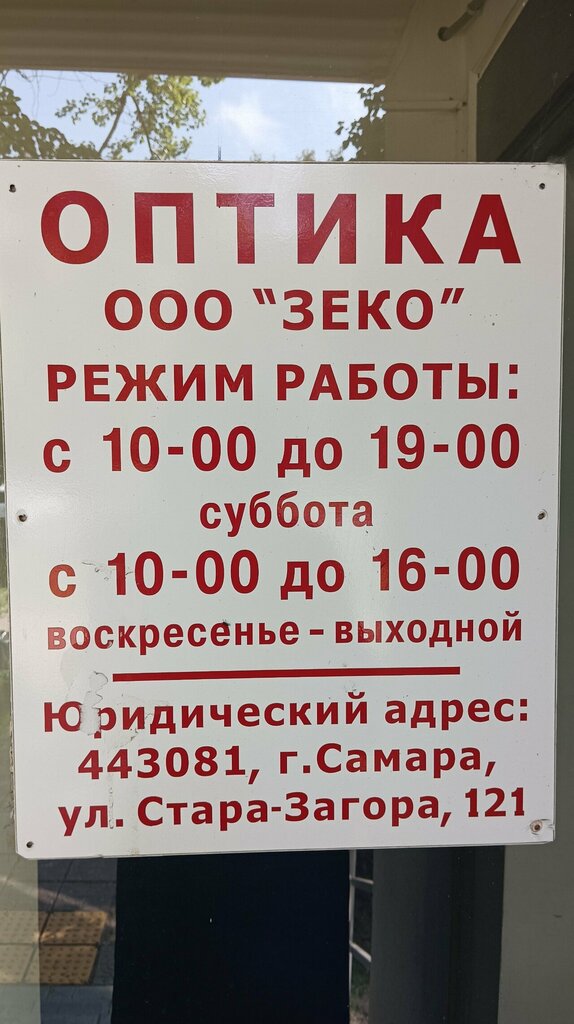 ОПТИКА
ООО "ЗЕКО"
РЕЖИМ РАБОТЫ:
с 10-00 до 19-00
суббота
с 10-00 до 16-00
воскресенье - выходной
Юридический адрес:
443081, г.Самара,
ул. Стара-Загора, 121